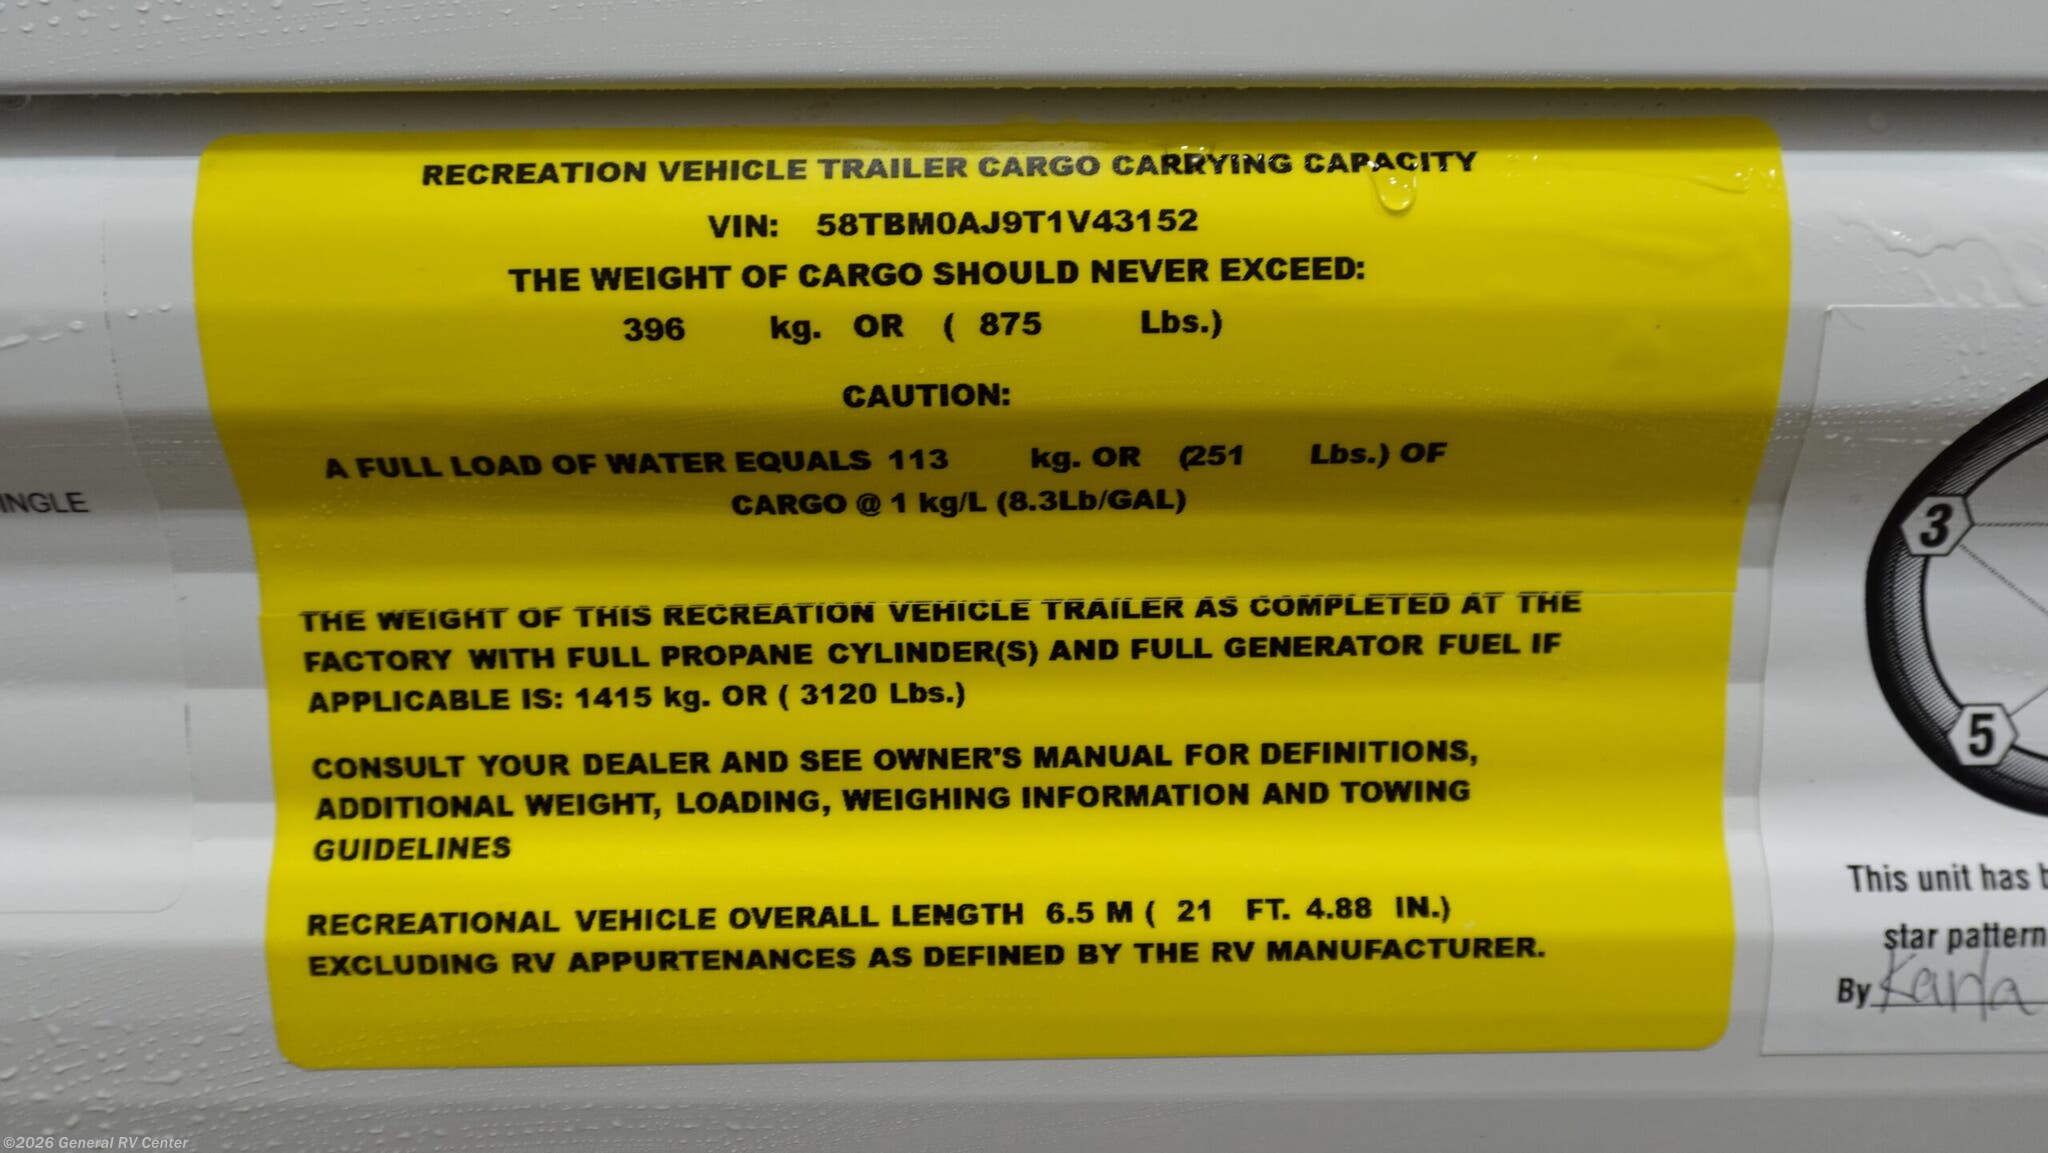 RECREATION VEHICLE TRAILER CARGO CARRYING CAPACITY
VIN: 58TBM0AJ9T1V43152
THE WEIGHT OF CARGO SHOULD NEVER EXCEED:
396 kg. OR ( 875 Lbs.)
CAUTION:
A FULL LOAD OF WATER EQUALS 113 kg. OR (251 Lbs.) OF
CARGO @ 1 kg/L (8.3Lb/GAL)
THE WEIGHT OF THIS RECREATION VEHICLE TRAILER AS COMPLETED AT THE
FACTORY WITH FULL PROPANE CYLINDER(S) AND FULL GENERATOR FUEL IF
APPLICABLE IS: 1415 kg. OR ( 3120 Lbs.)
CONSULT YOUR DEALER AND SEE OWNER'S MANUAL FOR DEFINITIONS,
ADDITIONAL WEIGHT, LOADING, WEIGHING INFORMATION AND TOWING
GUIDELINES
RECREATIONAL VEHICLE OVERALL LENGTH 6.5 M ( 21 FT. 4.88 IN.)
EXCLUDING RV APPURTENANCES AS DEFINED BY THE RV MANUFACTURER.
INGLE
3
5
This unit has b
star pattern
By Karla
©2026 General RV Center